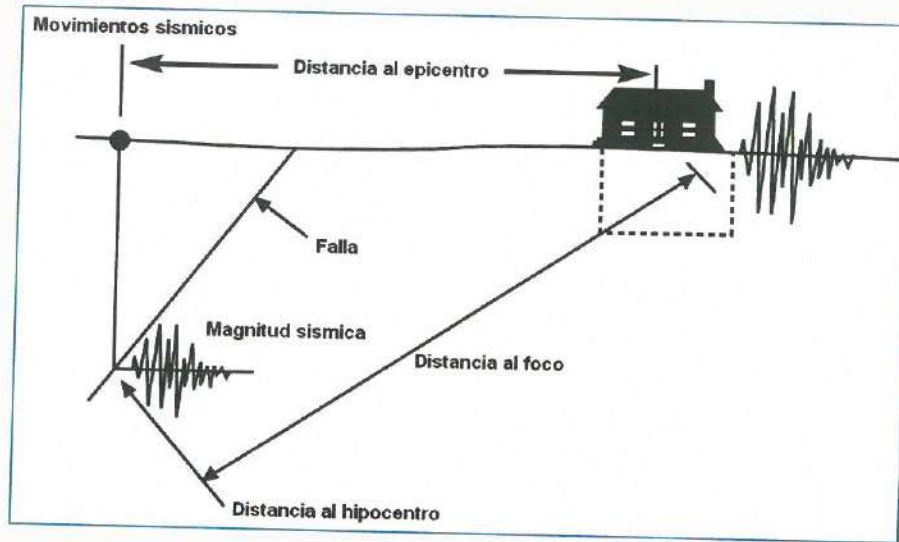 Movimientos sismicos
Distancia al epicentro
Falla
Magnitud sismica
Distancia al foco
Distancia al hipocentro